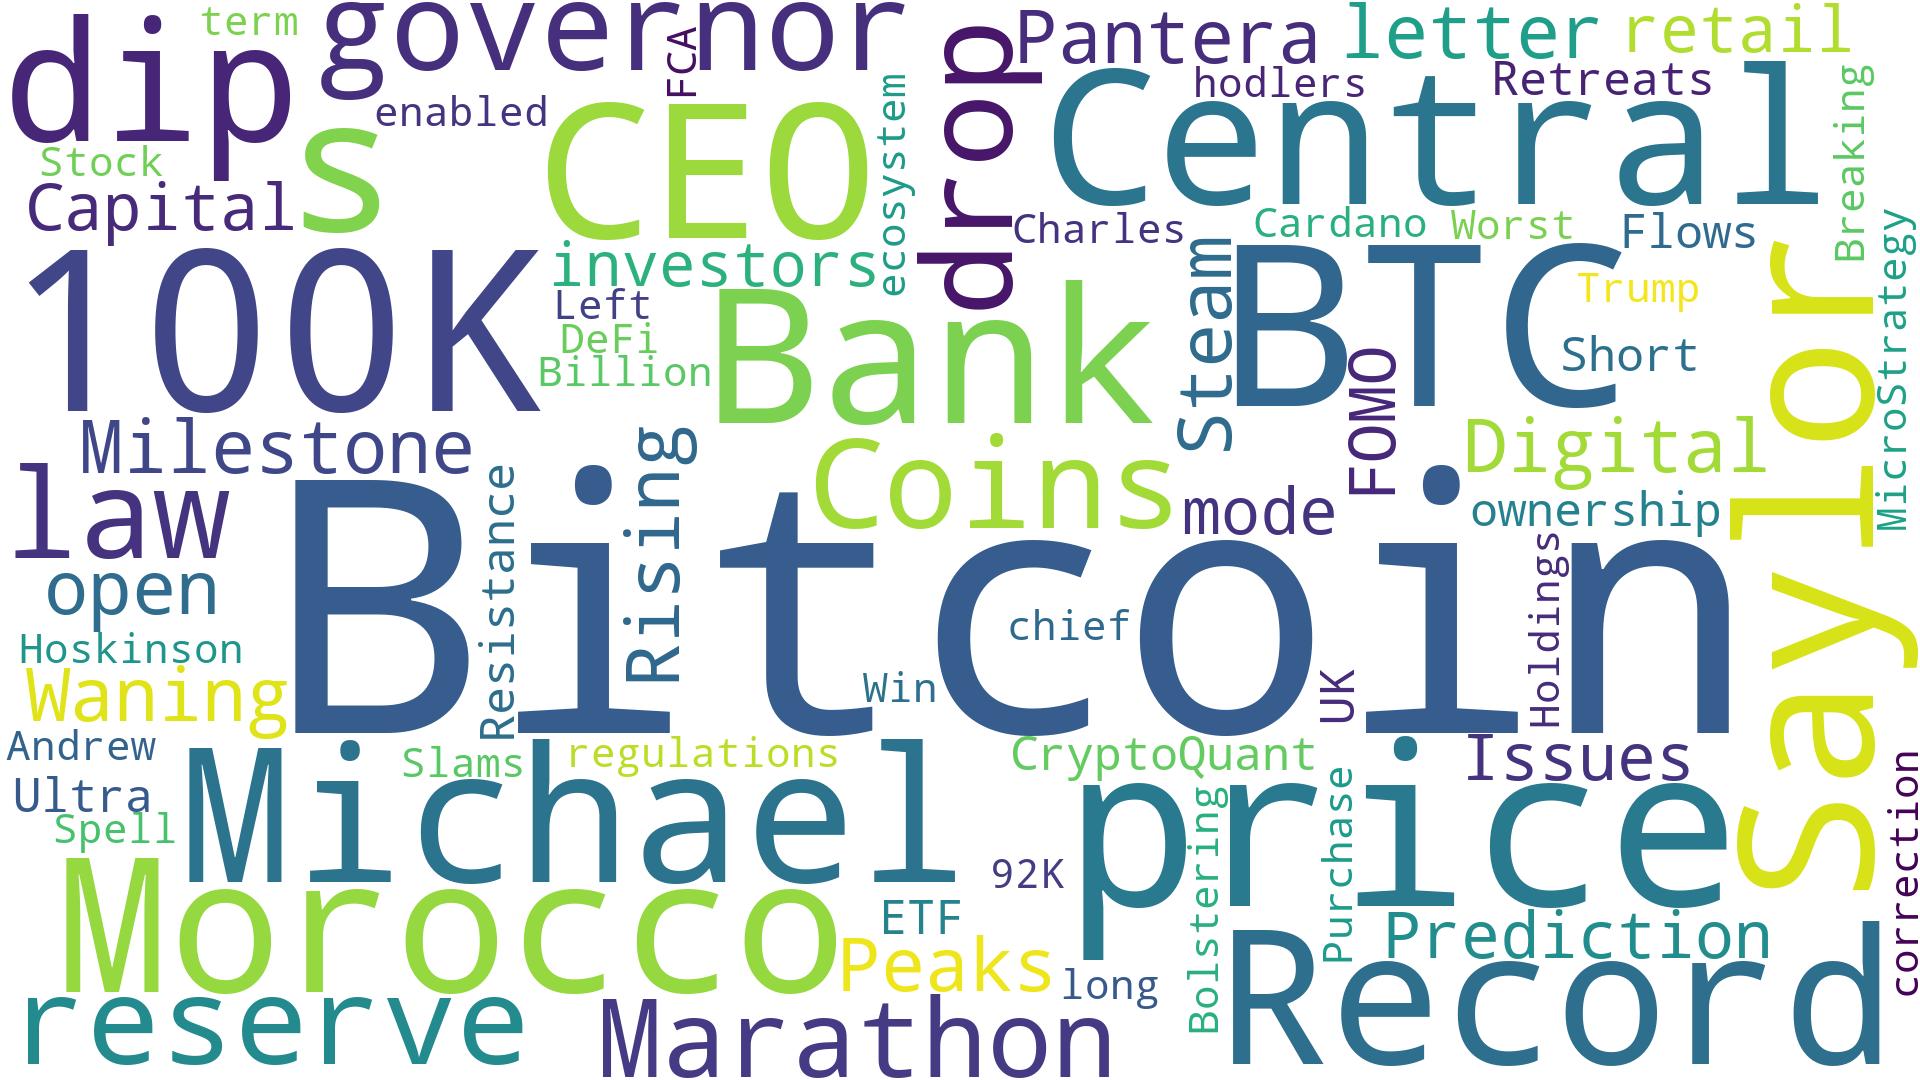 term
governor
FCA
drop
Pantera
letter
retail
dip
enabled
CEO
ecosystem
Central
hodlers
Retreats
Breaking
Stock
s
Capital
Charles
Cardano
Worst
Flows
MicroStrategy
100K
investors
Left
DeFi
Billion
Bank
Steam
BTC
Trump
Short
Saylor
FOMO
Milestone
Rising
Coins
Digital
law
Resistance
Bitcoin
mode
ownership
Holdings
open
chief
Hoskinson
Waning
Win
UK
Andrew
Ultra
Spell
Michael
Slams
regulations
CryptoQuant
Issues
price
Purchase
Bolstering
correction
Morocco
92K
ETF
Peaks
long
Prediction
Record
reserve
Marathon